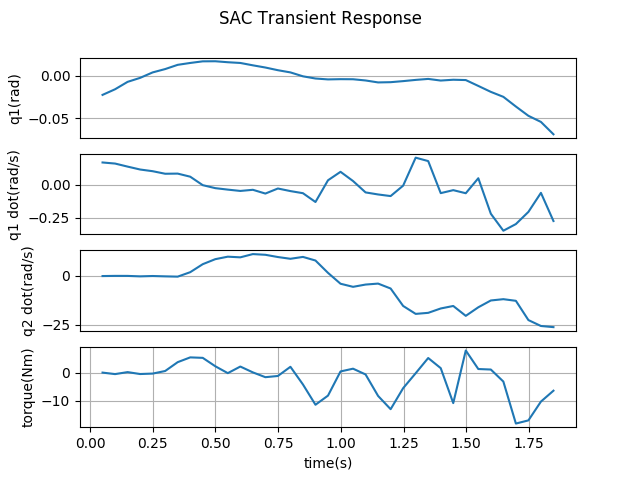 SAC Transient Response
q1(rad)
0.00
−0.05
q1 dot(rad/s)
0.00
−0.25
q2 dot(rad/s)
0
−25
torque(Nm)
0
−10
0.00 0.25 0.50 0.75 1.00 1.25 1.50 1.75
time(s)